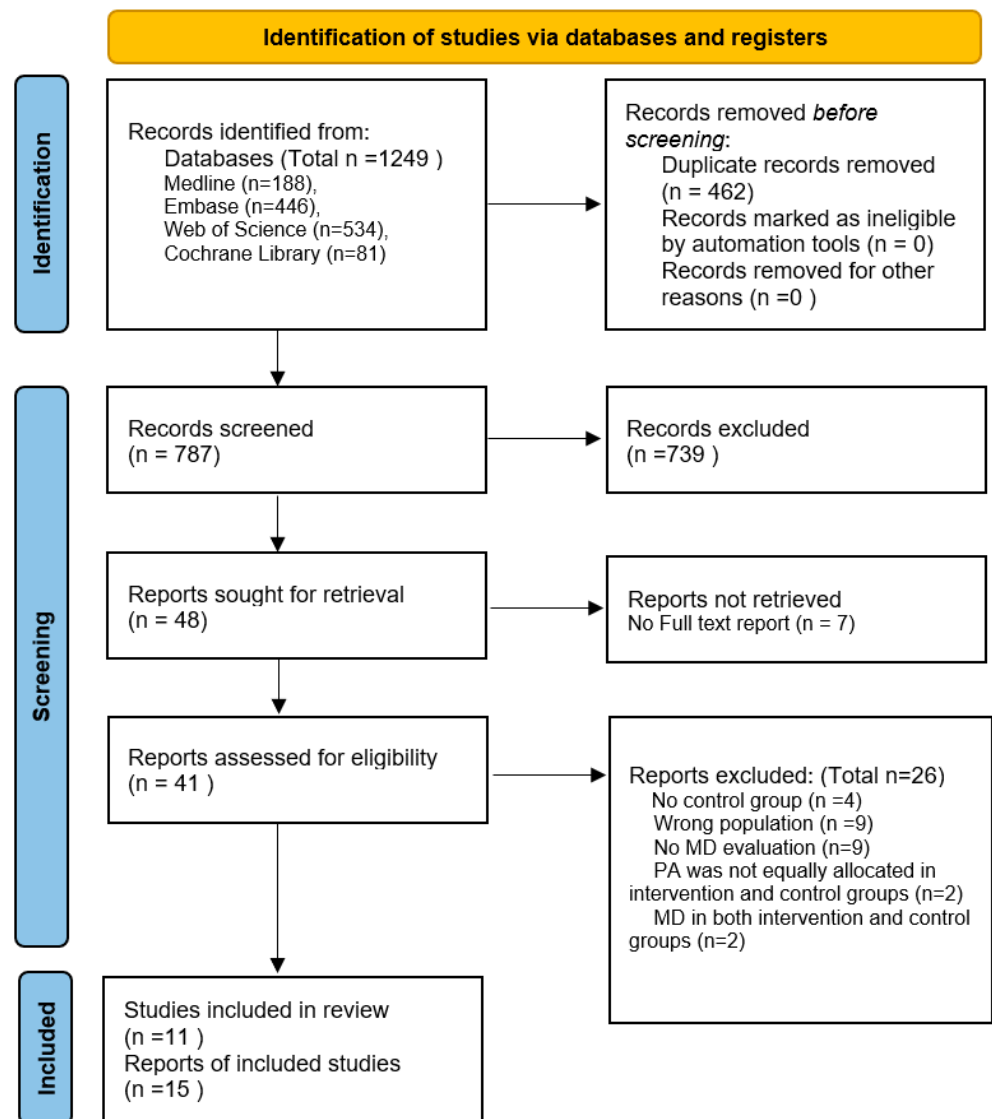 Identification of studies via databases and registers
Identification
Records identified from:
Databases (Total n =1249 )
Medline (n=188),
Embase (n=446),
Web of Science (n=534),
Cochrane Library (n=81)
Records removed before
screening:
Duplicate records removed
(n = 462)
Records marked as ineligible
by automation tools (n = 0)
Records removed for other
reasons (n =0 )
Screening
Records screened
(n = 787)
Records excluded
(n =739 )
Reports sought for retrieval
(n = 48)
Reports not retrieved
No Full text report (n = 7)
Reports assessed for eligibility
(n = 41 )
Reports excluded: (Total n=26)
No control group (n =4)
Wrong population (n =9)
No MD evaluation (n=9)
PA was not equally allocated in
intervention and control groups (n=2)
MD in both intervention and control
groups (n=2)
Included
Studies included in review
(n =11 )
Reports of included studies
(n =15 )